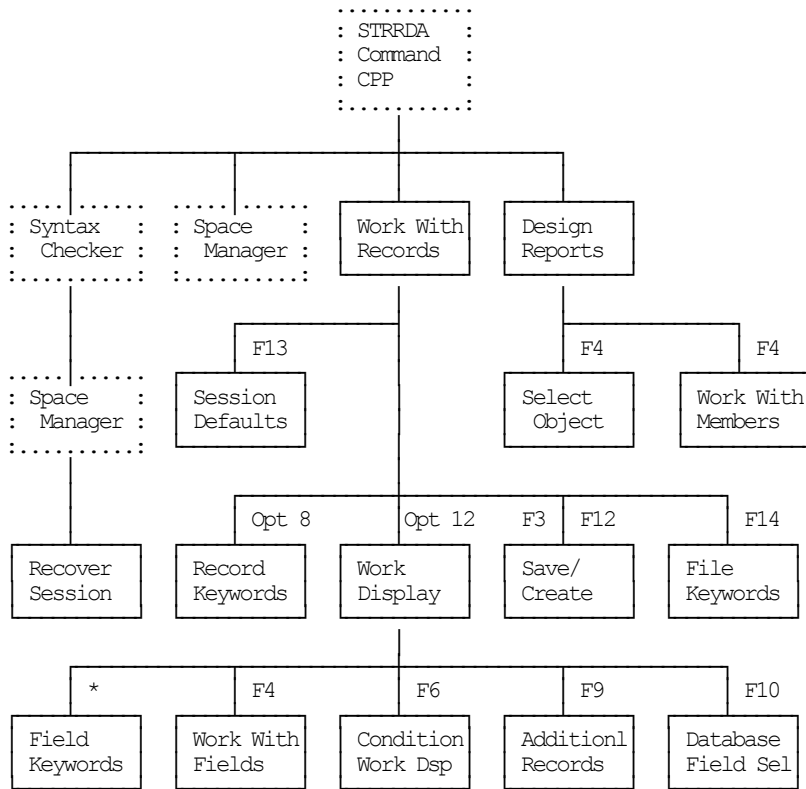 STRRDA
Command
CPP
Syntax
Checker
Space
Manager
Work With
Records
Design
Reports
F13
F4
F4
Space
Manager
Session
Defaults
Select
Object
Work With
Members
Opt 8
Opt 12
F3
F12
F14
Recover
Session
Record
Keywords
Work
Display
Save/
Create
File
Keywords
*
F4
F6
F9
F10
Field
Keywords
Work With
Fields
Condition
Work Dsp
Additionl
Records
Database
Field Sel